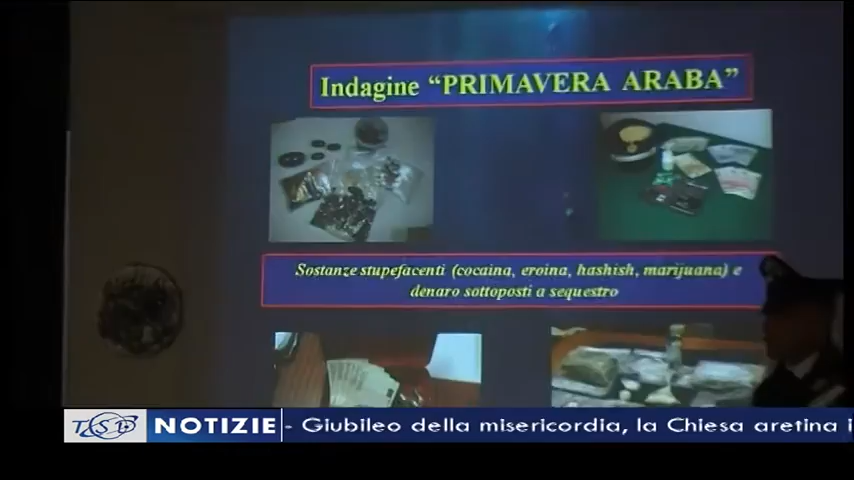 Indagine “PRIMAVERA ARABA”
Sostanze stupefacenti (cocaina, eroina, hashish, marijuana) e
denaro sottoposti a sequestro
TSD NOTIZIE - Giubileo della misericordia, la Chiesa aretina i